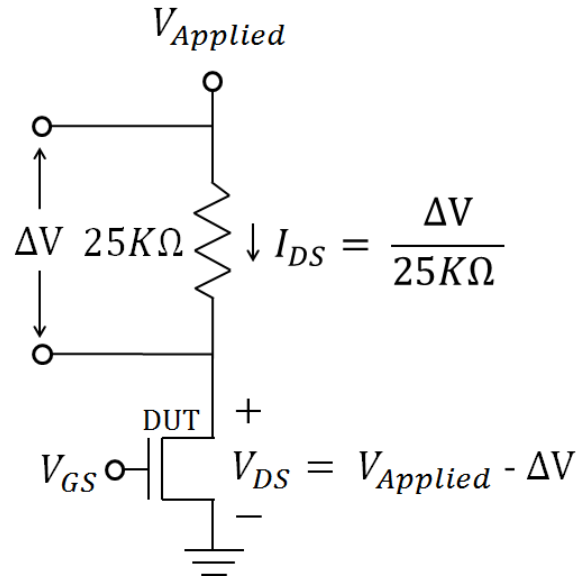 V_Applied
ΔV 25KΩ ↓ I_DS = ΔV / 25KΩ
DUT +
V_GS V_DS = V_Applied - ΔV
−